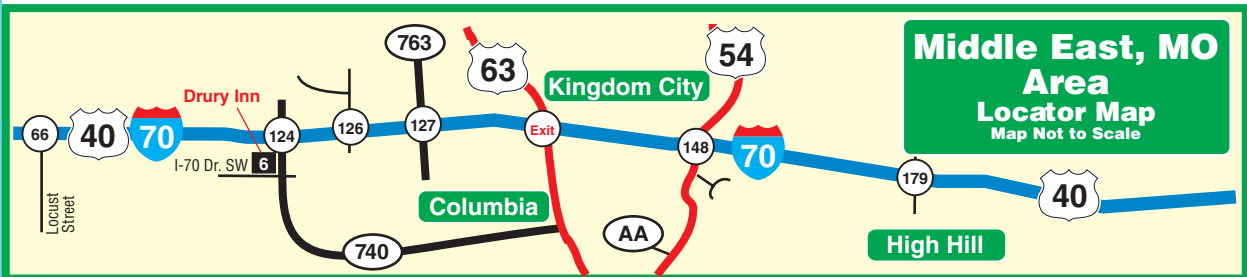 Middle East, MO
Area
Locator Map
Map Not to Scale
763
63
54
Kingdom City
Drury Inn
66
40
70
124
126
127
Exit
148
70
179
40
I-70 Dr. SW
6
Locust
Street
Columbia
740
AA
High Hill